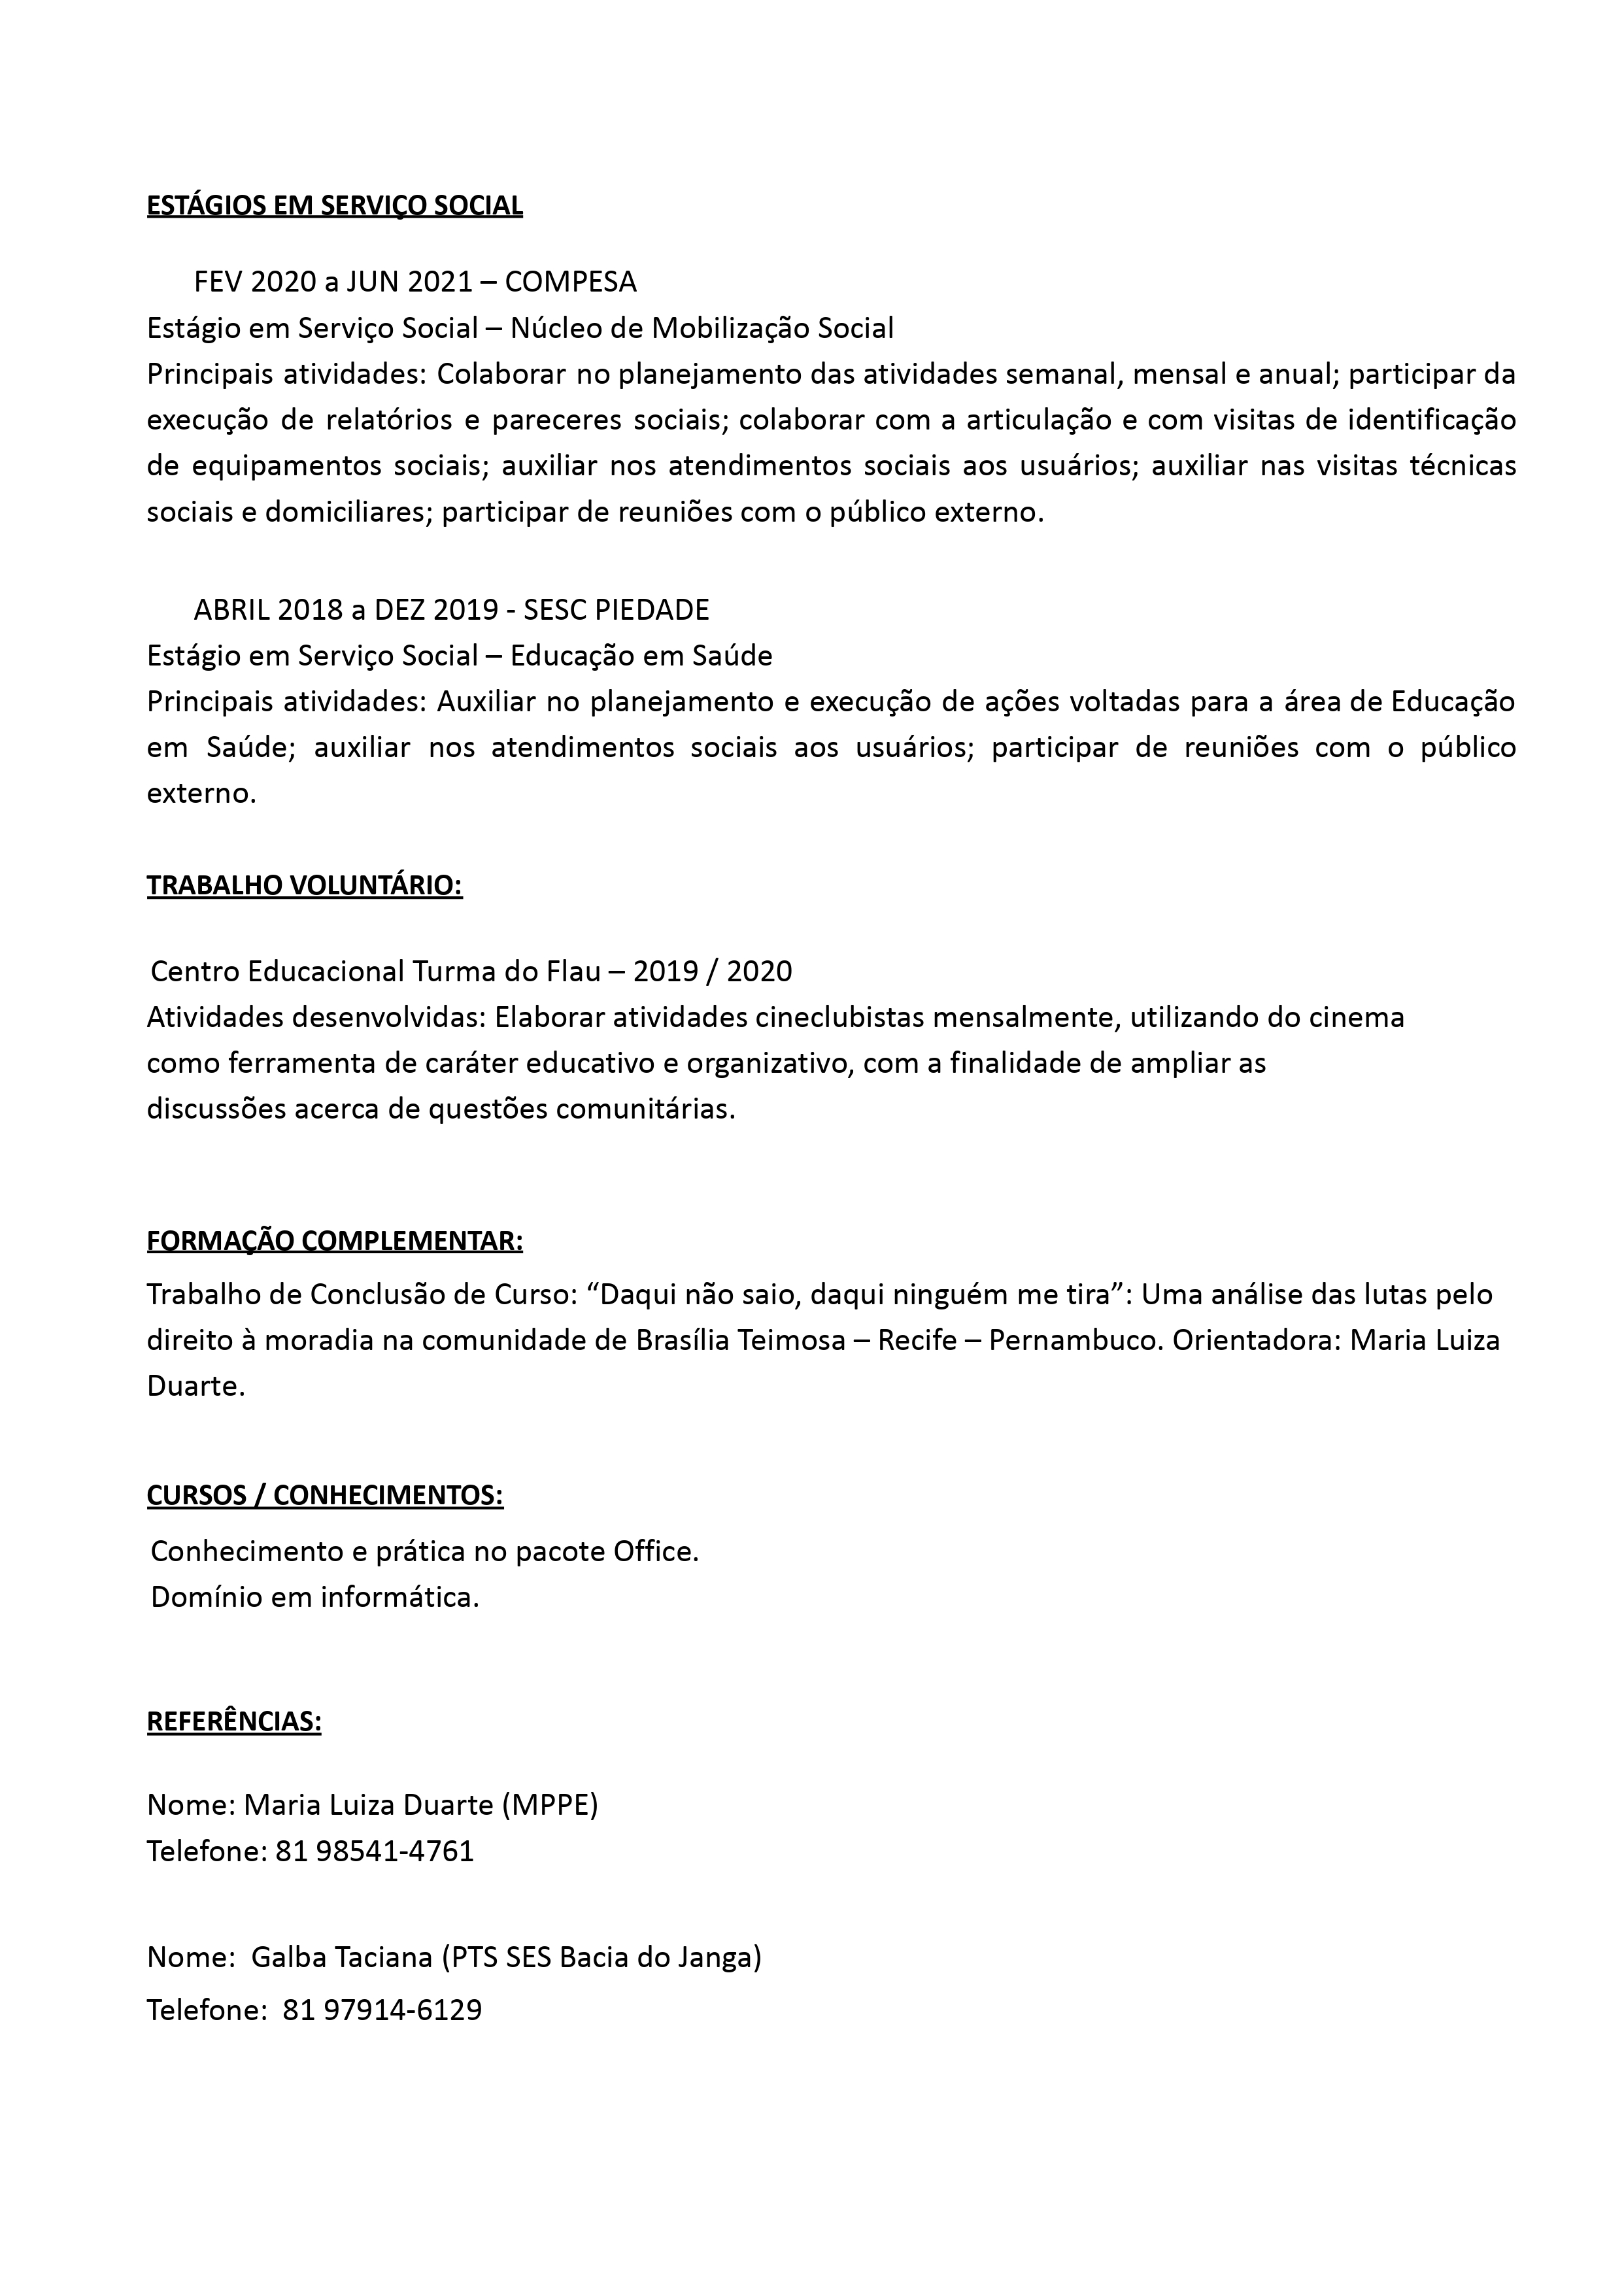 ESTÁGIOS EM SERVIÇO SOCIAL
FEV 2020 a JUN 2021 – COMPESA
Estágio em Serviço Social – Núcleo de Mobilização Social
Principais atividades: Colaborar no planejamento das atividades semanal, mensal e anual; participar da
execução de relatórios e pareceres sociais; colaborar com a articulação e com visitas de identificação
de equipamentos sociais; auxiliar nos atendimentos sociais aos usuários; auxiliar nas visitas técnicas
sociais e domiciliares; participar de reuniões com o público externo.
ABRIL 2018 a DEZ 2019 - SESC PIEDADE
Estágio em Serviço Social – Educação em Saúde
Principais atividades: Auxiliar no planejamento e execução de ações voltadas para a área de Educação
em Saúde; auxiliar nos atendimentos sociais aos usuários; participar de reuniões com o público
externo.
TRABALHO VOLUNTÁRIO:
Centro Educacional Turma do Flau – 2019 / 2020
Atividades desenvolvidas: Elaborar atividades cineclubistas mensalmente, utilizando do cinema
como ferramenta de caráter educativo e organizativo, com a finalidade de ampliar as
discussões acerca de questões comunitárias.
FORMAÇÃO COMPLEMENTAR:
Trabalho de Conclusão de Curso: “Daqui não saio, daqui ninguém me tira”: Uma análise das lutas pelo
direito à moradia na comunidade de Brasília Teimosa – Recife – Pernambuco. Orientadora: Maria Luiza
Duarte.
CURSOS / CONHECIMENTOS:
Conhecimento e prática no pacote Office.
Domínio em informática.
REFERÊNCIAS:
Nome: Maria Luiza Duarte (MPPE)
Telefone: 81 98541-4761
Nome:  Galba Taciana (PTS SES Bacia do Janga)
Telefone:  81 97914-6129